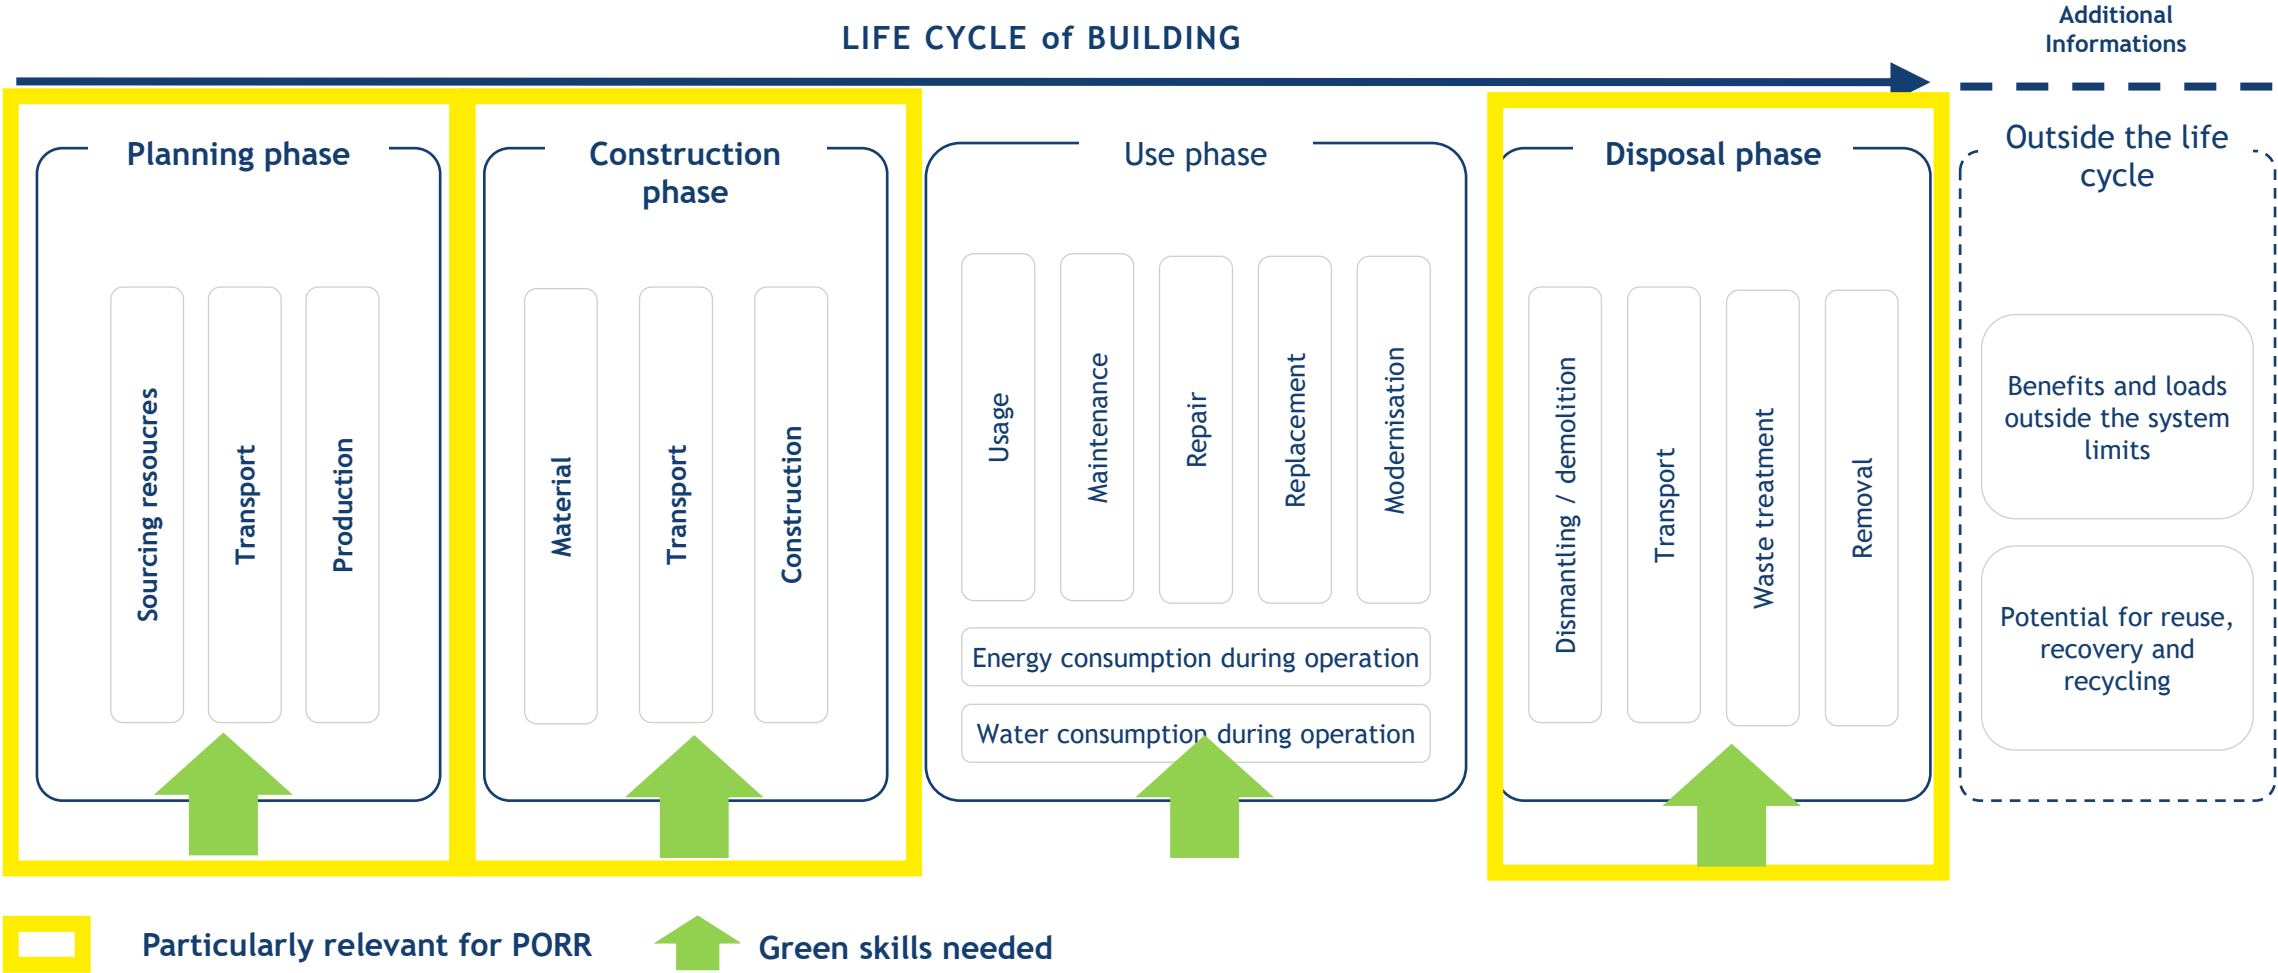 LIFE CYCLE of BUILDING
Additional
Informations
Planning phase
Sourcing resoucres
Transport
Production
Construction
phase
Material
Transport
Construction
Use phase
Usage
Maintenance
Repair
Replacement
Modernisation
Energy consumption during operation
Water consumption during operation
Disposal phase
Dismantling / demolition
Transport
Waste treatment
Removal
Outside the life
cycle
Benefits and loads
outside the system
limits
Potential for reuse,
recovery and
recycling
Particularly relevant for PORR
Green skills needed